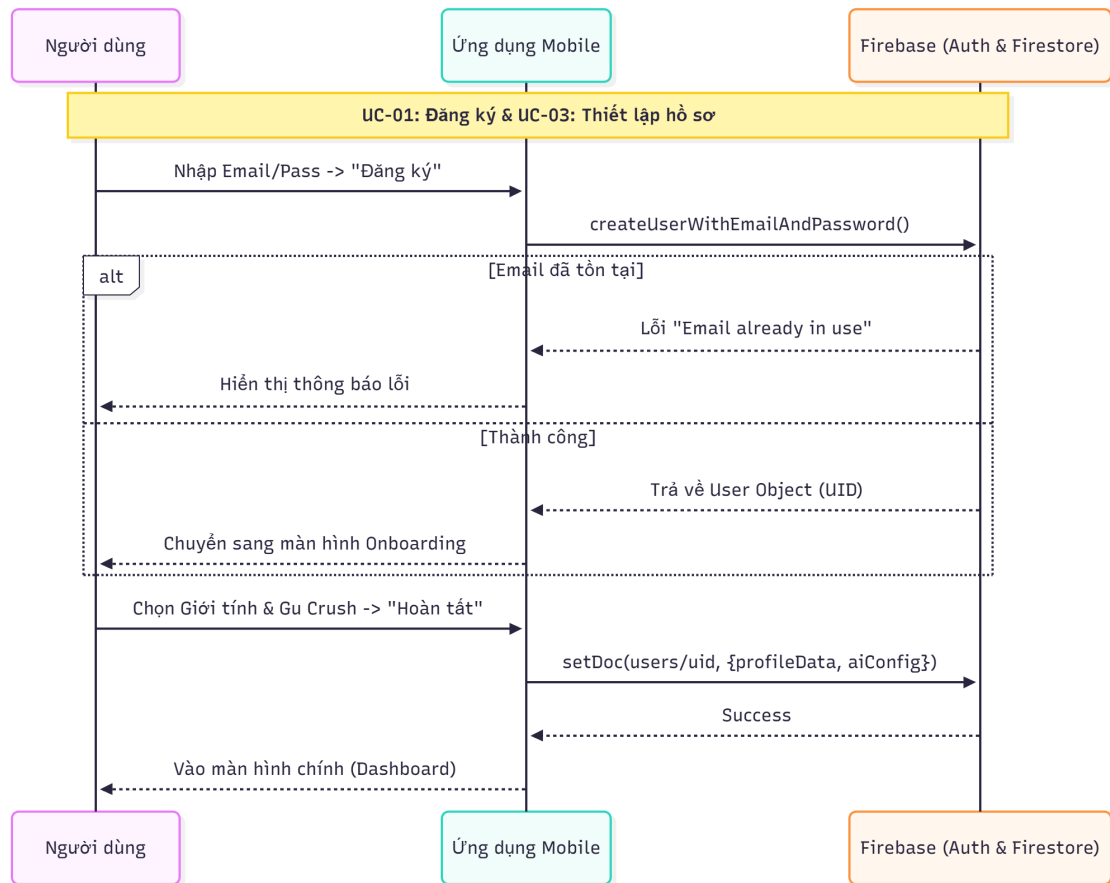 Người dùng
Ứng dụng Mobile
Firebase (Auth & Firestore)
UC-01: Đăng ký & UC-03: Thiết lập hồ sơ
Nhập Email/Pass -> "Đăng ký"
createUserWithEmailAndPassword()
alt
[Email đã tồn tại]
Lỗi "Email already in use"
Hiển thị thông báo lỗi
[Thành công]
Trả về User Object (UID)
Chuyển sang màn hình Onboarding
Chọn Giới tính & Gu Crush -> "Hoàn tất"
setDoc(users/uid, {profileData, aiConfig})
Success
Vào màn hình chính (Dashboard)
Người dùng
Ứng dụng Mobile
Firebase (Auth & Firestore)